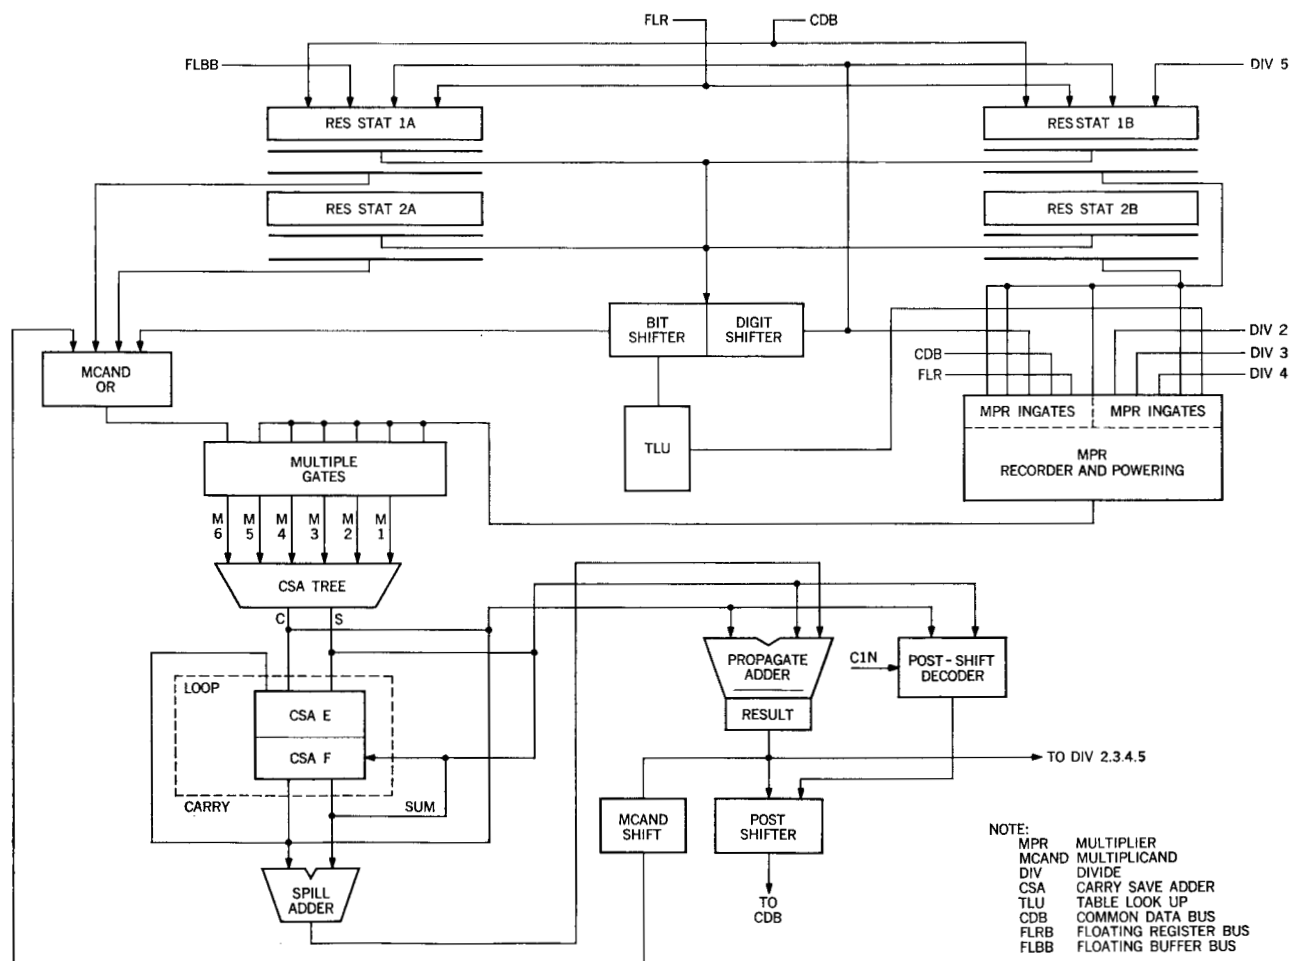 FLR
CDB
FLBB
DIV 5
RES STAT 1A
RES STAT 1B
RES STAT 2A
RES STAT 2B
BIT SHIFTER
DIGIT SHIFTER
DIV 2
CDB
DIV 3
FLR
DIV 4
MCAND OR
MPR INGATES
MPR INGATES
TLU
MPR
RECORDER AND POWERING
MULTIPLE GATES
M 6
M 5
M 4
M 3
M 2
M 1
CSA TREE
C
S
PROPAGATE ADDER
C1N
POST-SHIFT DECODER
LOOP
CSA E
RESULT
CSA F
TO DIV 2.3.4.5
CARRY
SUM
MCAND SHIFT
POST SHIFTER
SPILL ADDER
TO CDB
NOTE:
MPR MULTIPLIER
MCAND MULTIPLICAND
DIV DIVIDE
CSA CARRY SAVE ADDER
TLU TABLE LOOK UP
CDB COMMON DATA BUS
FLRB FLOATING REGISTER BUS
FLBB FLOATING BUFFER BUS